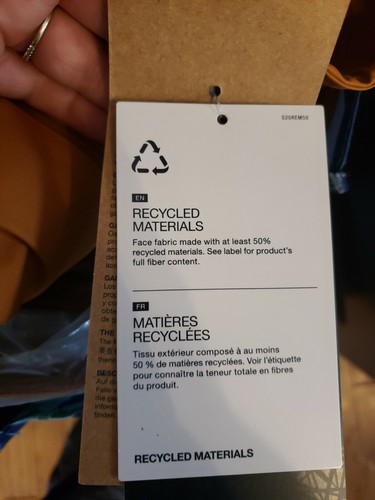 S20REM50
EN
RECYCLED
MATERIALS
Face fabric made with at least 50%
recycled materials. See label for product's
full fiber content.
FR
MATIÈRES
RECYCLÉES
Tissu extérieur composé à au moins
50 % de matières recyclées. Voir l'étiquette
pour connaître la teneur totale en fibres
du produit.
RECYCLED MATERIALS